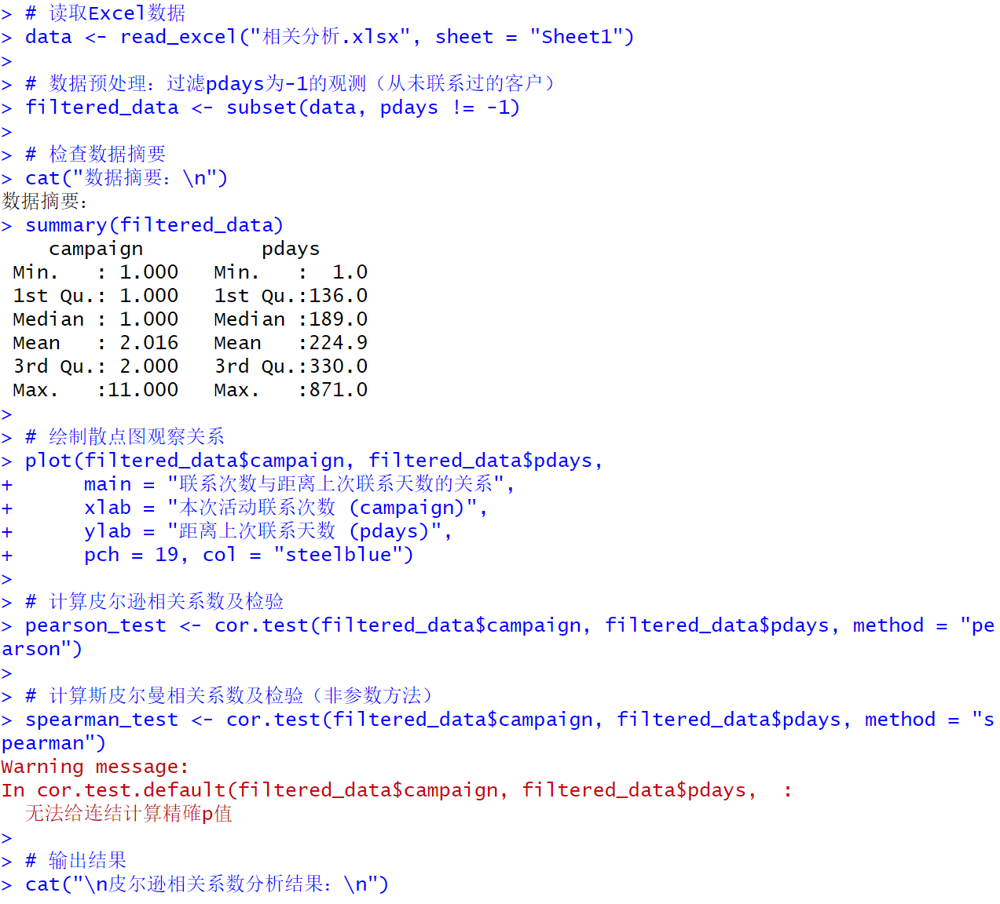 > # 读取Excel数据
> data <- read_excel("相关分析.xlsx", sheet = "Sheet1")
>
> # 数据预处理：过滤pdays为-1的观测（从未联系过的客户）
> filtered_data <- subset(data, pdays != -1)
>
> # 检查数据摘要
> cat("数据摘要：\n")
数据摘要：
> summary(filtered_data)
    campaign          pdays
 Min.   : 1.000   Min.   :  1.0
 1st Qu.: 1.000   1st Qu.:136.0
 Median : 1.000   Median :189.0
 Mean   : 2.016   Mean   :224.9
 3rd Qu.: 2.000   3rd Qu.:330.0
 Max.   :11.000   Max.   :871.0
>
> # 绘制散点图观察关系
> plot(filtered_data$campaign, filtered_data$pdays,
+      main = "联系次数与距离上次联系天数的关系",
+      xlab = "本次活动联系次数 (campaign)",
+      ylab = "距离上次联系天数 (pdays)",
+      pch = 19, col = "steelblue")
>
> # 计算皮尔逊相关系数及检验
> pearson_test <- cor.test(filtered_data$campaign, filtered_data$pdays, method = "pe
arson")
>
> # 计算斯皮尔曼相关系数及检验（非参数方法）
> spearman_test <- cor.test(filtered_data$campaign, filtered_data$pdays, method = "s
pearman")
Warning message:
In cor.test.default(filtered_data$campaign, filtered_data$pdays,  :
  无法给连结计算精確p值
>
> # 输出结果
> cat("\n皮尔逊相关系数分析结果：\n")